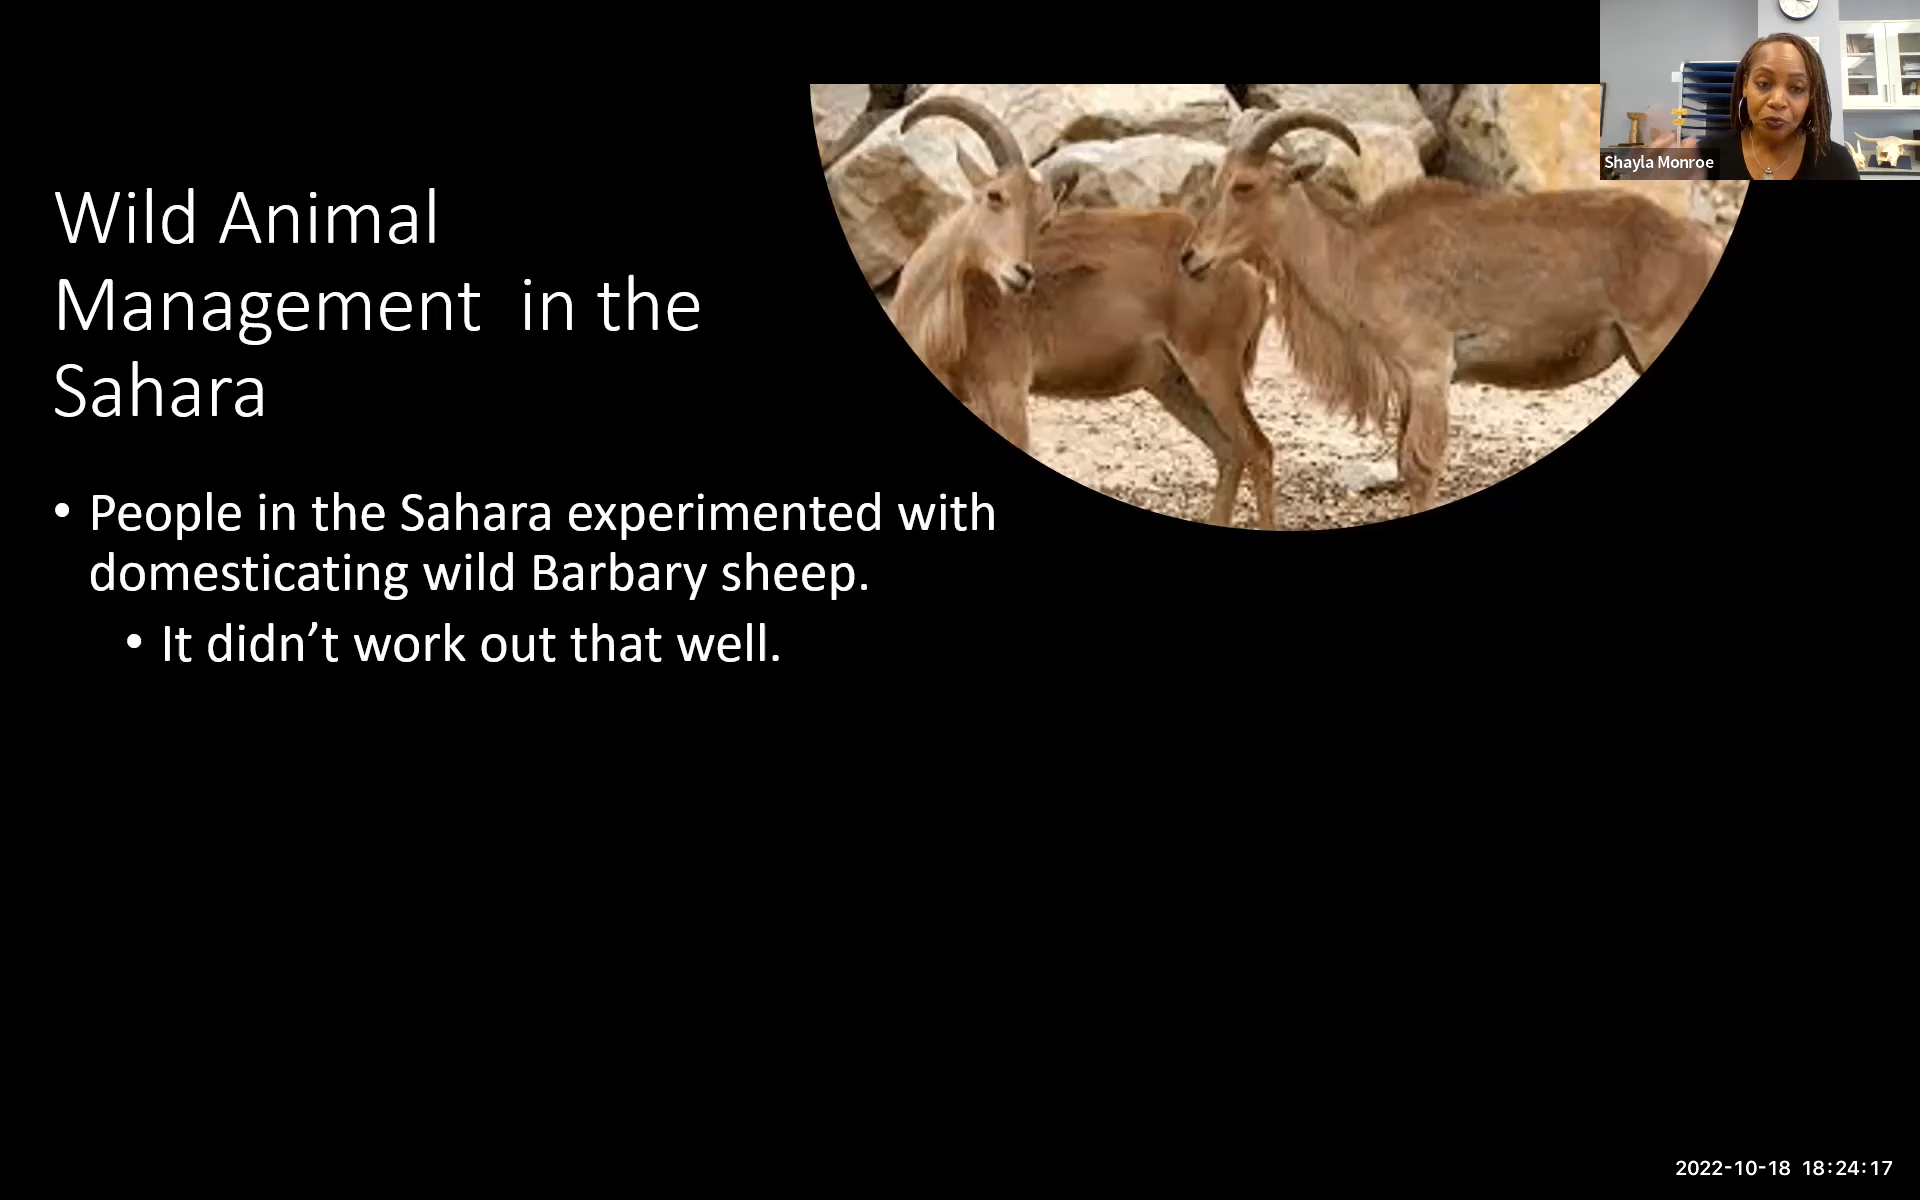 Wild Animal
Management  in the
Sahara
• People in the Sahara experimented with
domesticating wild Barbary sheep.
• It didn’t work out that well.
Shayla Monroe
2022-10-18 18:24:17